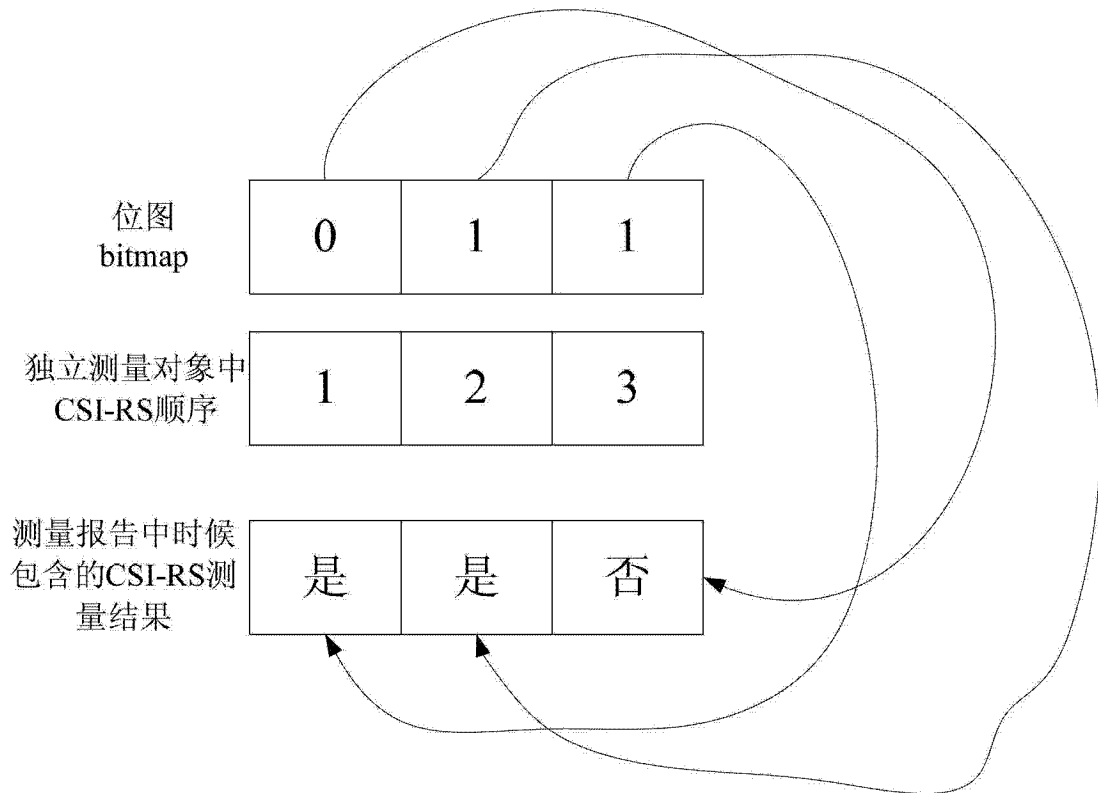 位图
bitmap
0 1 1
独立测量对象中
CSI-RS顺序
1 2 3
测量报告中时候
包含的CSI-RS测
量结果
是 是 否